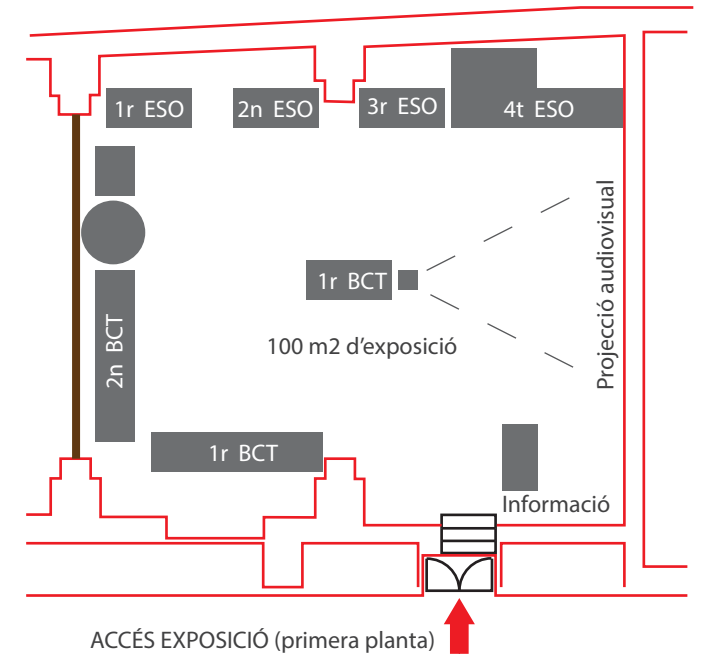 1r ESO
2n ESO
3r ESO
4t ESO
Projecció audiovisual
1r BCT
100 m2 d'exposició
2n BCT
1r BCT
Informació
ACCÉS EXPOSICIÓ (primera planta)